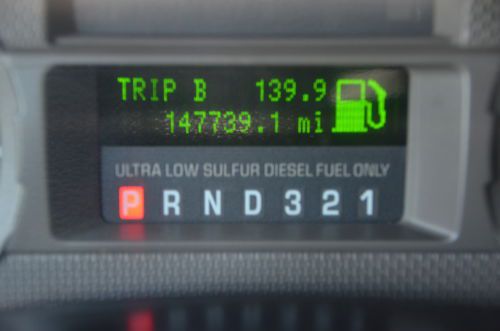 TRIP B 139.9
147739.1 mi
ULTRA LOW SULFUR DIESEL FUEL ONLY
P R N D 3 2 1